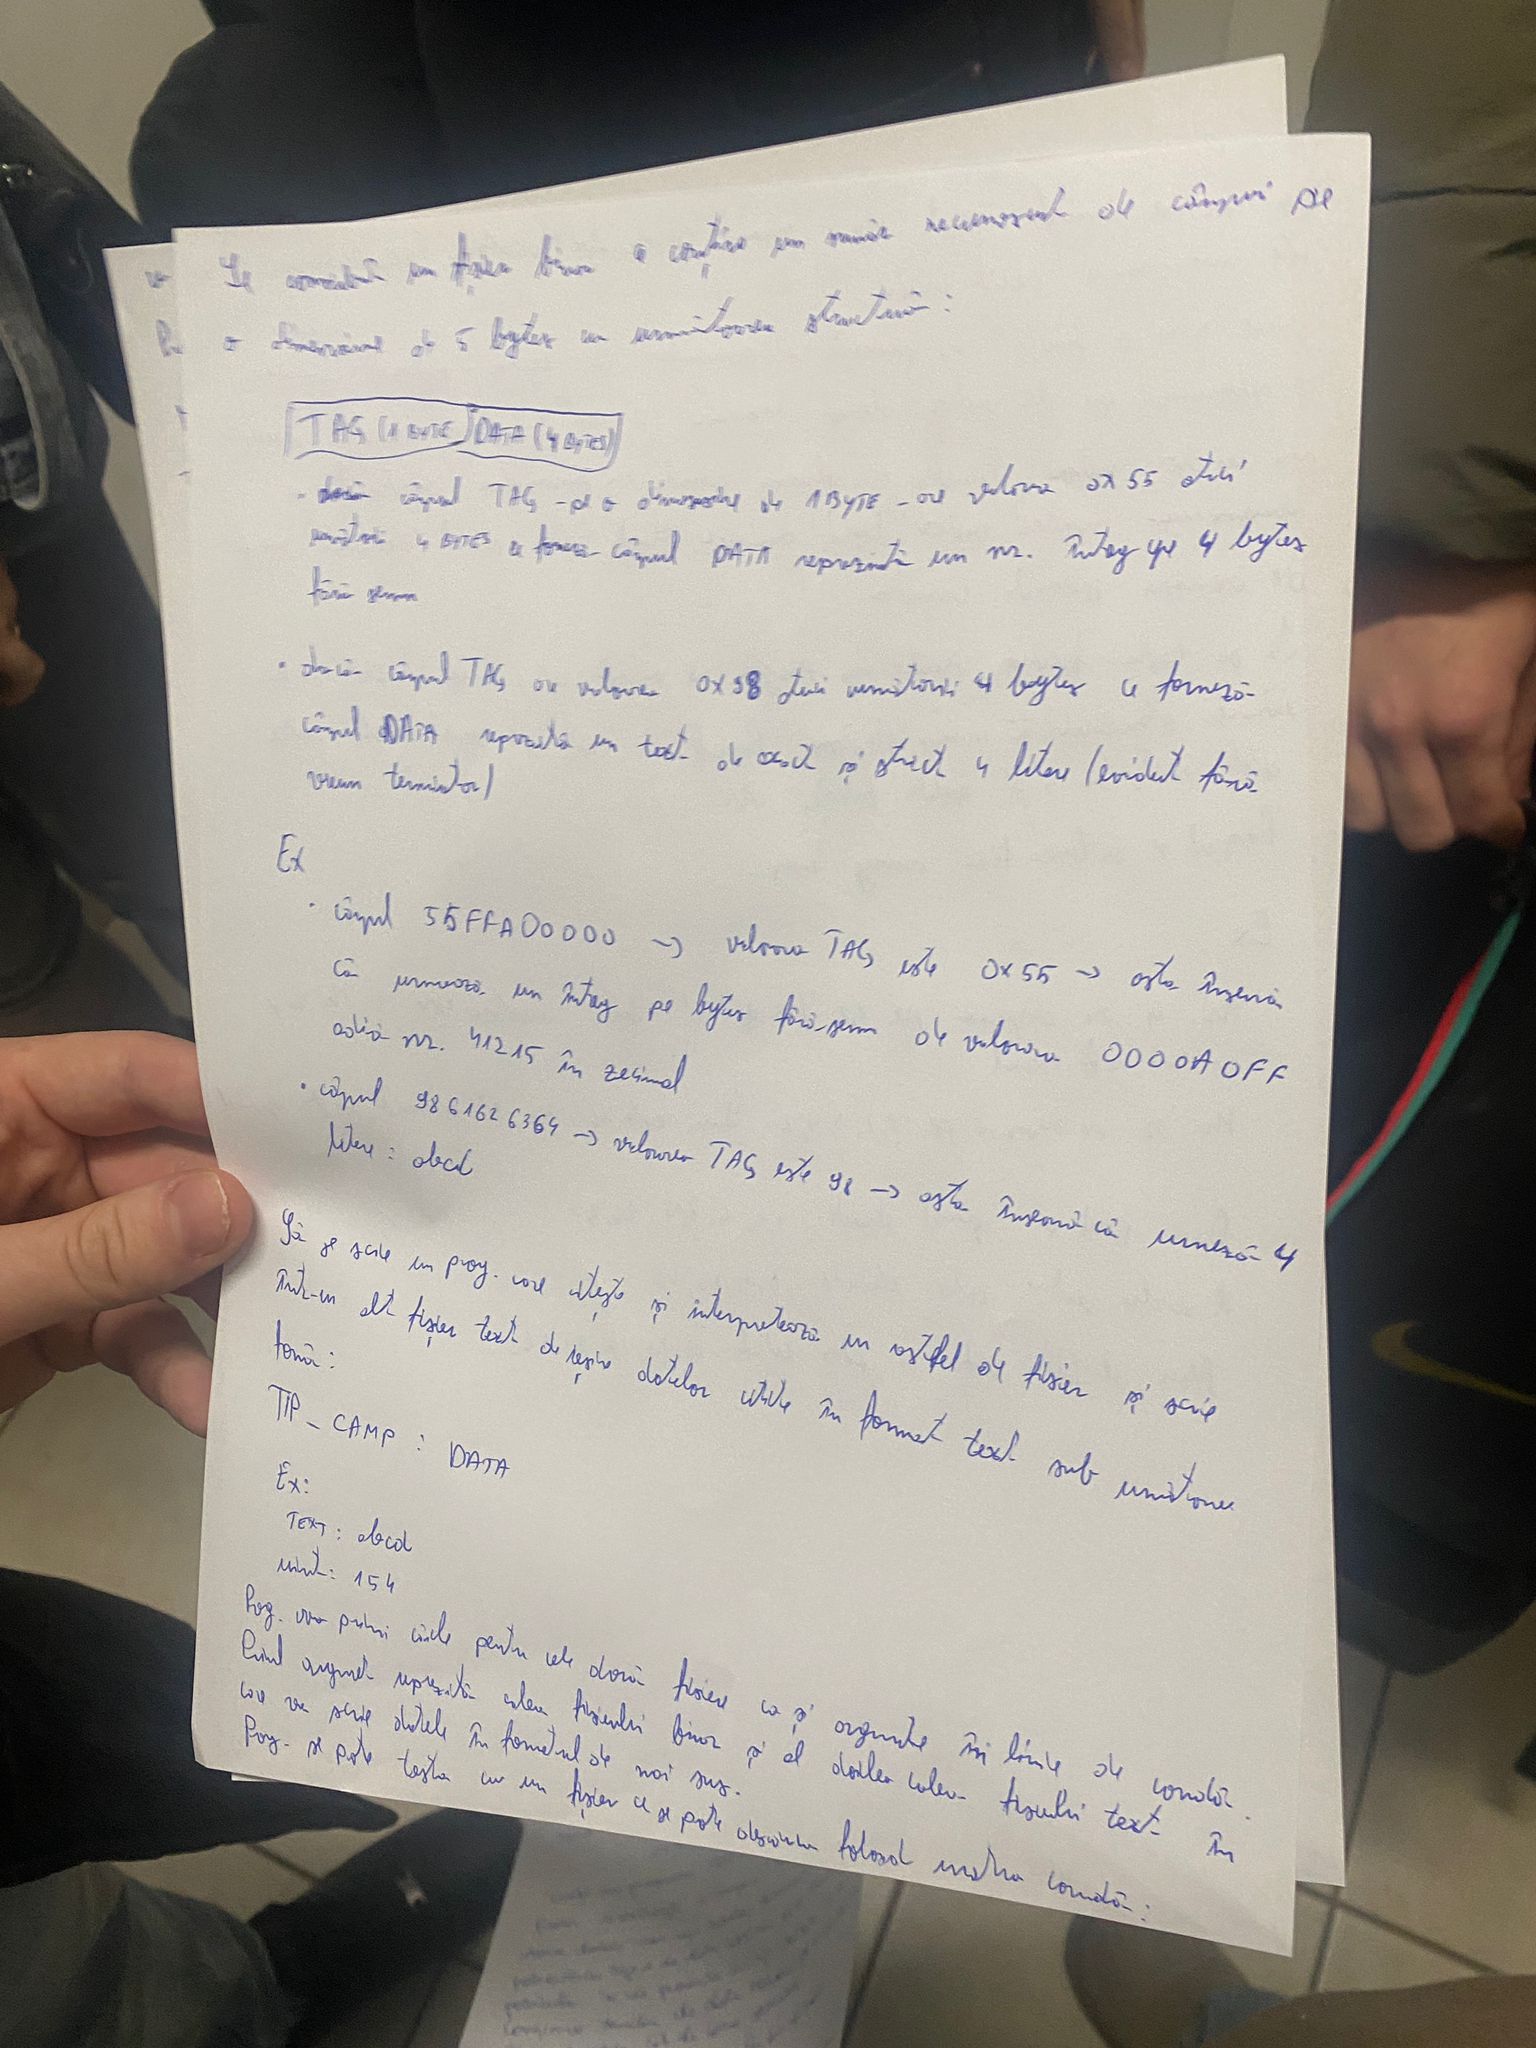 Se consideră un fișier binar ce conține un număr necunoscut de câmpuri pe
o dimensiune de 5 bytes cu următoarea structură:
TAG (1 BYTE) DATA (4 BYTES)
· dacă câmpul TAG - pe o dimensiune de 1 BYTE - are valoarea 0x55 atunci
următorii 4 BYTES ce formează câmpul DATA reprezintă un nr. întreg pe 4 bytes
fără semn
· dacă câmpul TAG are valoarea 0x98 atunci următorii 4 bytes ce formează
câmpul DATA reprezintă un text de exact și strict 4 litere (evident fără
vreun terminator)
Ex
· câmpul 55FFA00000 -> valoarea TAG este 0x55 -> asta înseamnă
că urmează un întreg pe bytes fără semn de valoarea 0000A0FF
adică nr. 41215 în zecimal
· câmpul 9861626364 -> valoarea TAG este 98 -> asta înseamnă că urmează 4
litere: abcd
Să se scrie un prog. care citește și interpretează un astfel de fișier și scrie
într-un alt fișier text de ieșire datelor citite în format text sub următoarea
formă:
TIP_CAMP: DATA
Ex:
TEXT: abcd
uint: 154
Prog. va primi căile pentru cele două fișiere ca și argumente în linie de comandă.
Primul argument reprezintă calea fișierului binar și al doilea calea fișierului text în
care va scrie datele în formatul de mai sus.
Prog. se poate testa cu un fișier ce se poate descărca folosind următoarea comandă: